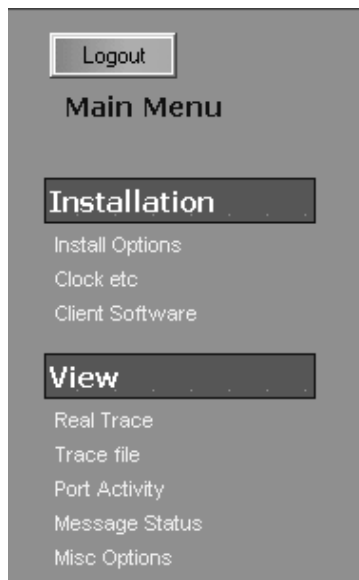 Logout
Main Menu
Installation
Install Options
Clock etc
Client Software
View
Real Trace
Trace file
Port Activity
Message Status
Misc Options